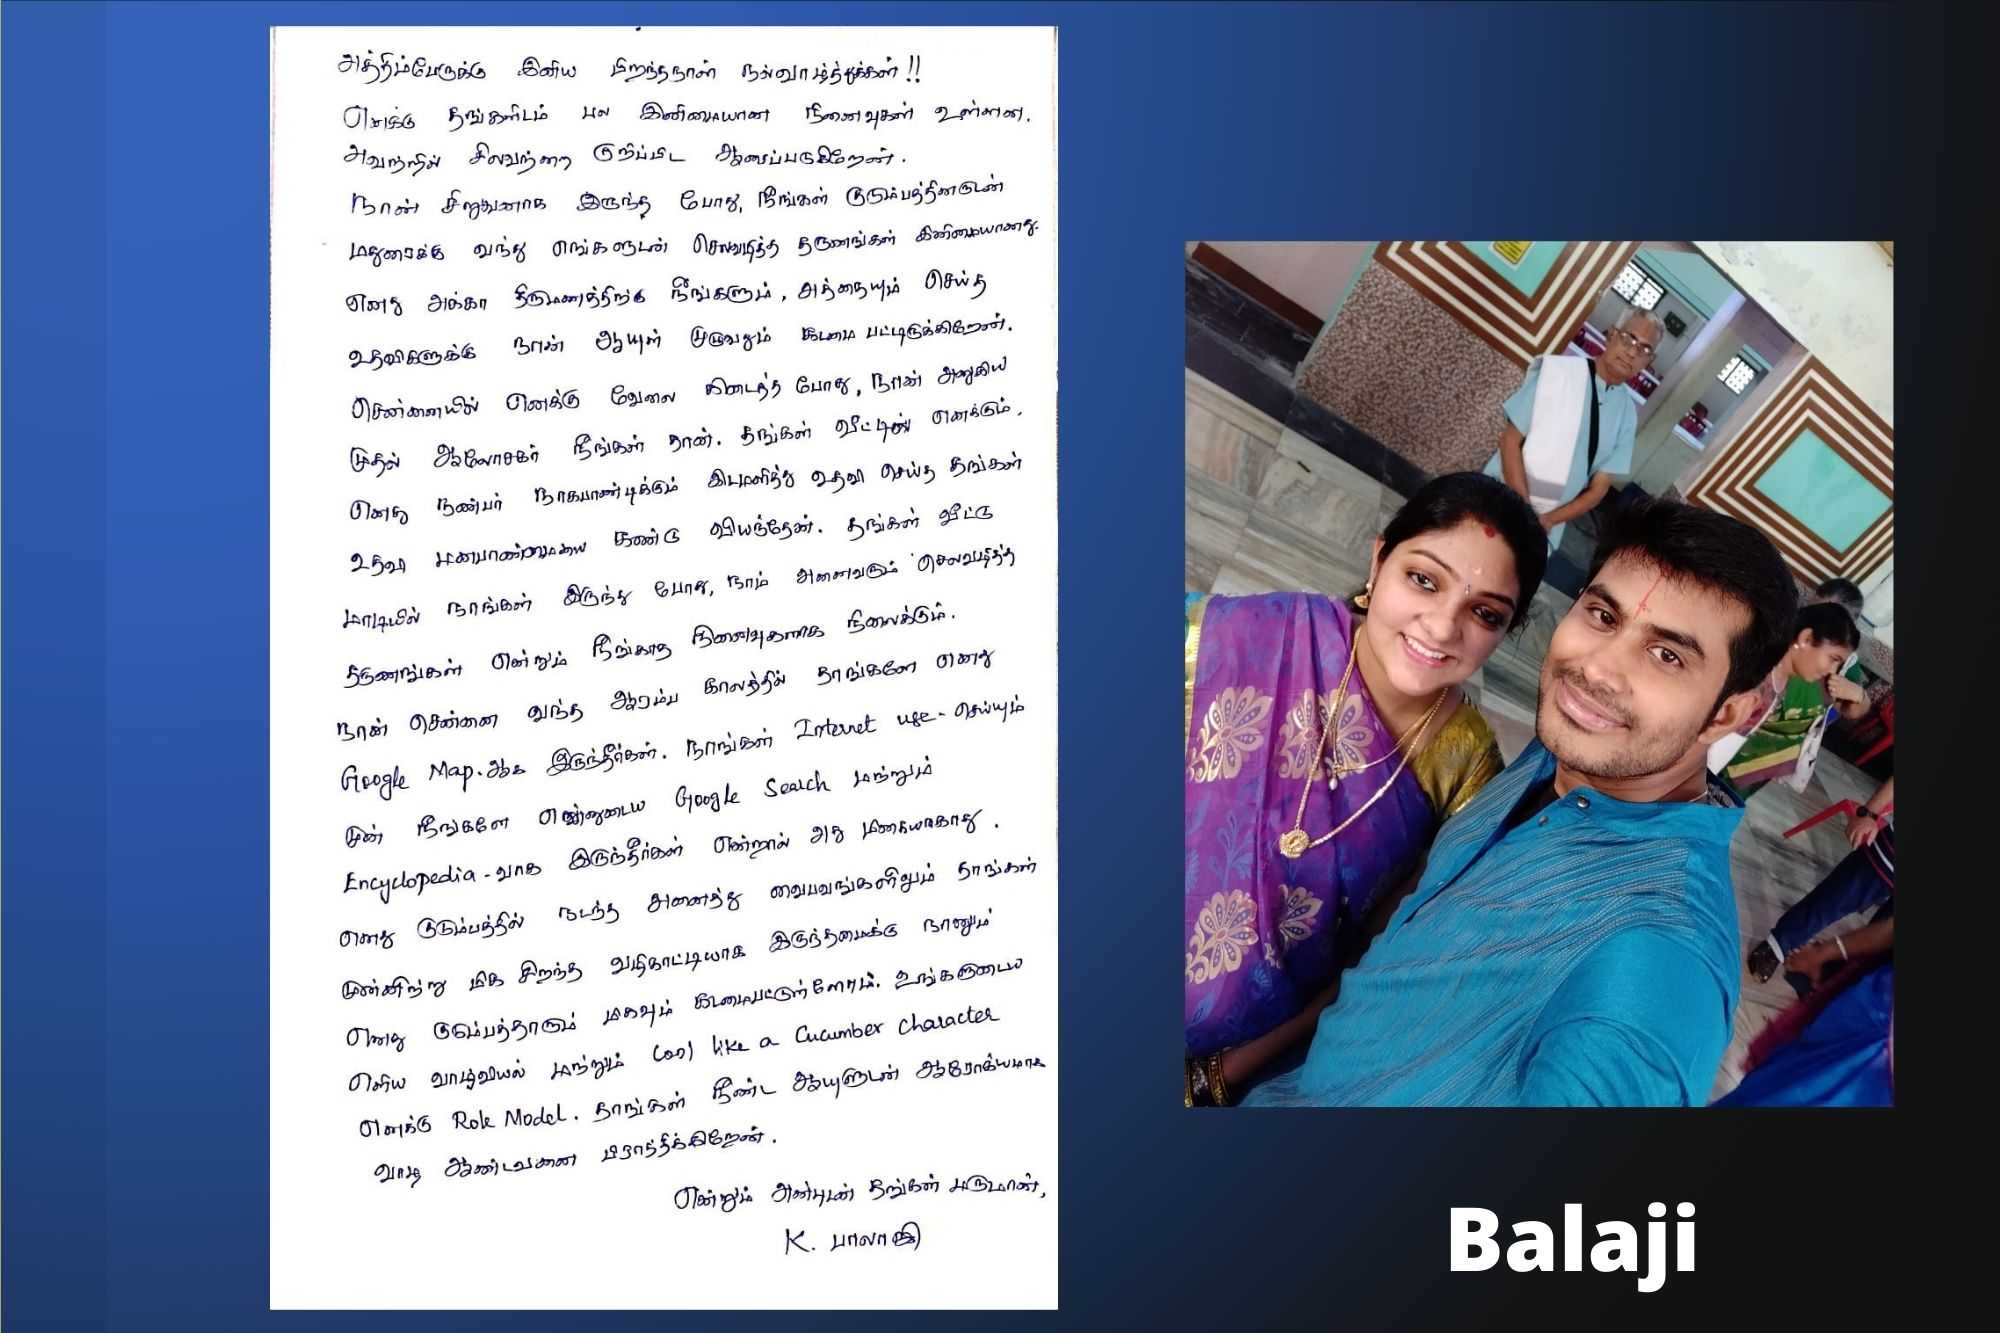 அத்திம்பேருக்கு இனிய பிறந்தநாள் நல்வாழ்த்துக்கள் !!
எனக்கு தங்களிடம் பல இனிமையான நினைவுகள் உள்ளன.
அவற்றில் சிலவற்றை குறிப்பிட ஆசைப்படுகிறேன்.
நான் சிறுவனாக இருந்த போது, நீங்கள் குடும்பத்தினருடன்
மதுரைக்கு வந்து எங்களுடன் செலவழித்த தருணங்கள் இனிமையானது.
எனது அக்கா திருமணத்திற்கு நீங்களும், அத்தையும் செய்த
உதவிகளுக்கு நான் ஆயுள் முழுவதும் கடமை பட்டிருக்கிறேன்.
சென்னையில் எனக்கு வேலை கிடைத்த போது, நான் அணுகிய
முதல் ஆலோசகர் நீங்கள் தான். தங்கள் வீட்டில் எனக்கும்,
எனது நண்பர் நாகபாண்டிக்கும் உதவி செய்த தங்கள்
உதவி மனபாண்மையை கண்டு வியந்தேன். தங்கள் வீட்டு
மாடியில் நாங்கள் இருந்து போது, நாம் அனைவரும் செலவழித்த
தருணங்கள் என்றும் நீங்காத நினைவுகளாக நிலைக்கும்.
நான் சென்னை வந்த ஆரம்ப காலத்தில் தாங்களே எனது
Google Map-ஆக இருந்தீர்கள். நாங்கள் Internet use-செய்யும்
முன் நீங்களே என்னுடைய Google Search மற்றும்
Encyclopedia-வாக இருந்தீர்கள் என்றால் அது மிகையாகாது.
எனது குடும்பத்தில் நடந்த அனைத்து வைபவங்களிலும் தாங்கள்
முன்னின்று மிக சிறந்த வழிகாட்டியாக இருந்தமைக்கு நானும்
எனது குடும்பத்தாரும் மிகவும் கடமைபட்டுள்ளோம். உங்களுடைய
எளிய வாழ்வியல் மற்றும் Cool like a Cucumber character
எனக்கு Role Model. தாங்கள் நீண்ட ஆயுளுடன் ஆரோக்யமாக
வாழ ஆண்டவனை பிராத்திக்கிறேன்.
என்றும் அன்புடன் தங்கள் மருமான்,
K. பாலாஜி
Balaji